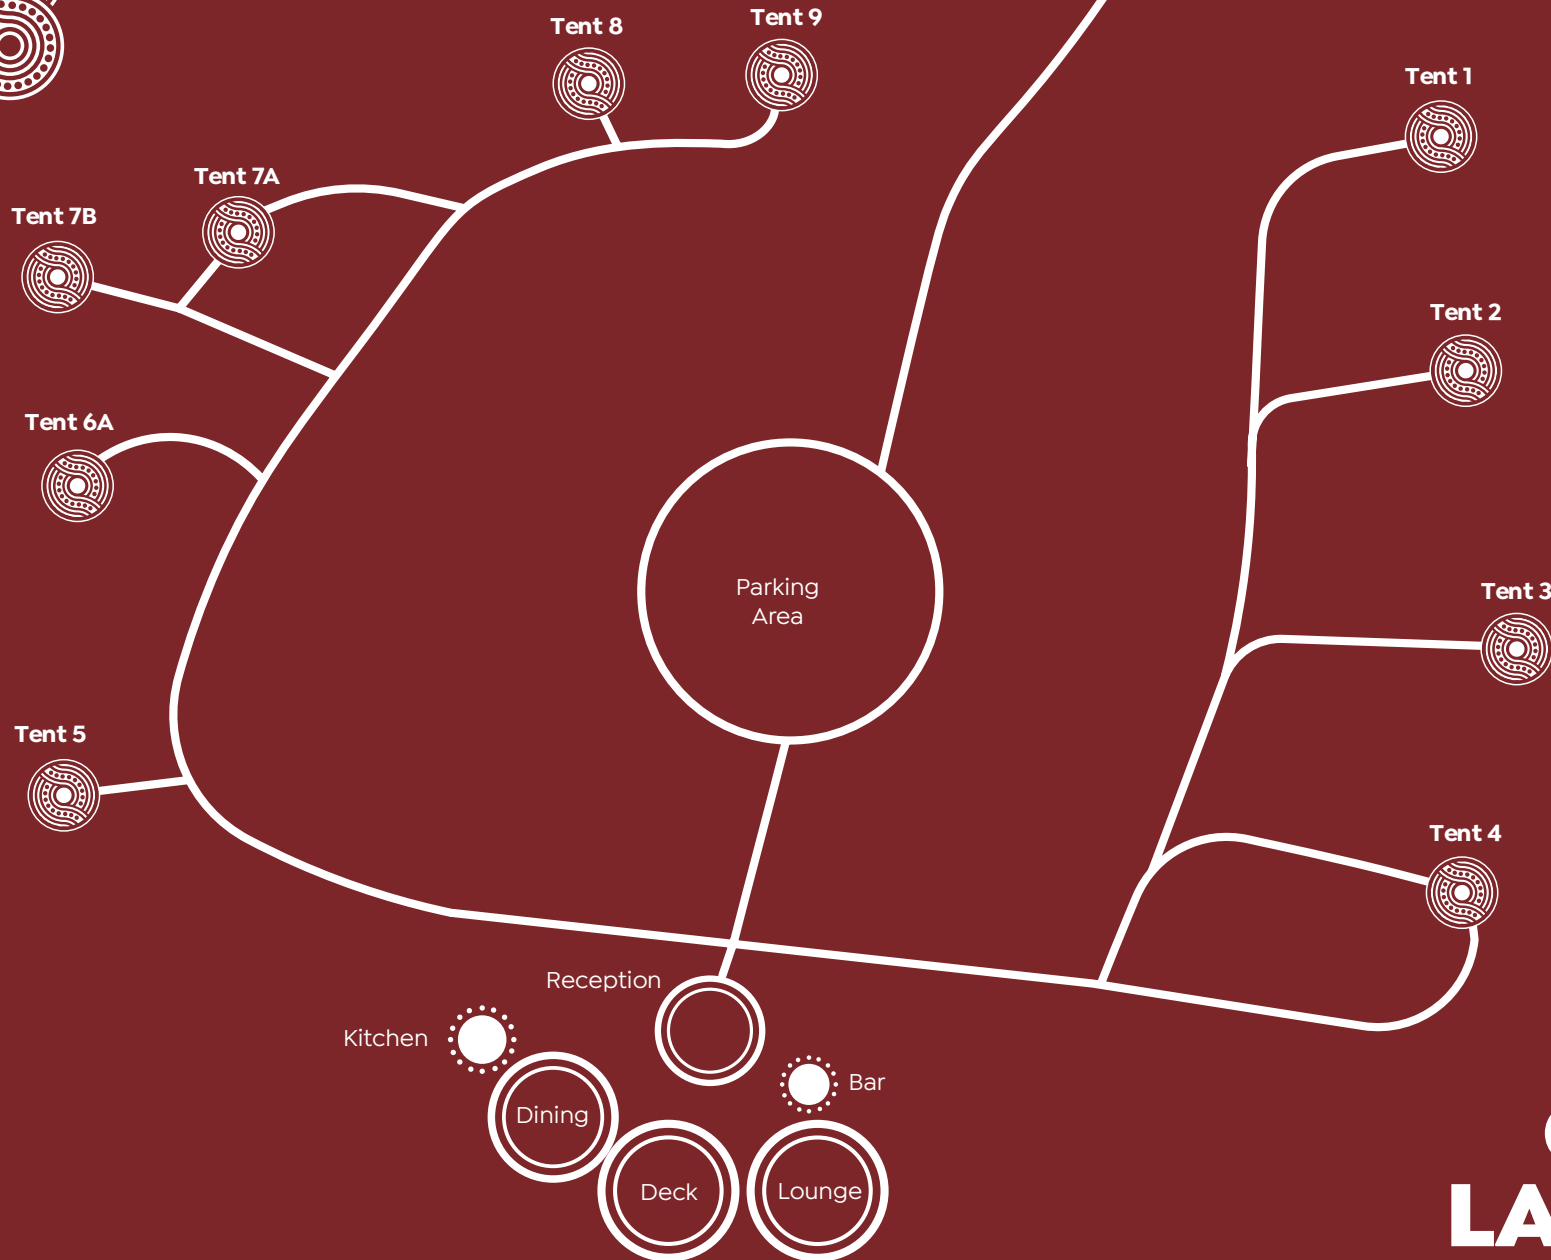 Tent 8
Tent 9
Tent 1
Tent 7A
Tent 7B
Tent 2
Tent 6A
Parking
Area
Tent 3
Tent 5
Tent 4
Reception
Kitchen
Bar
Dining
Deck
Lounge
LA